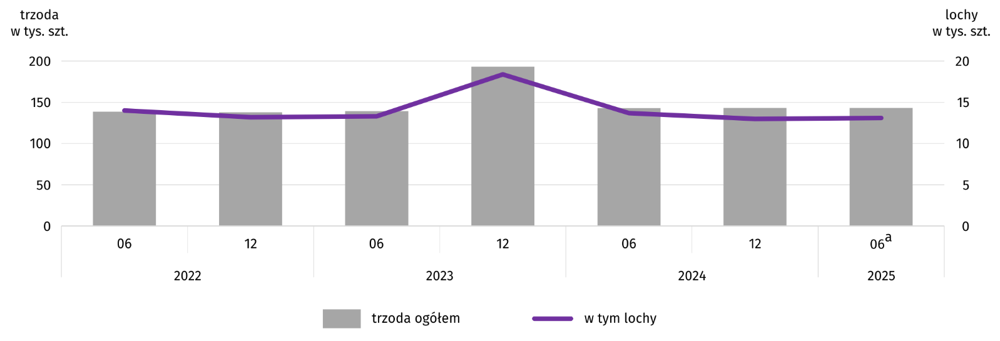 trzoda
w tys. szt.
lochy
w tys. szt.
200
150
100
50
0
20
15
10
5
0
06 12 06 12 06 12 06a
2022 2023 2024 2025
trzoda ogółem w tym lochy